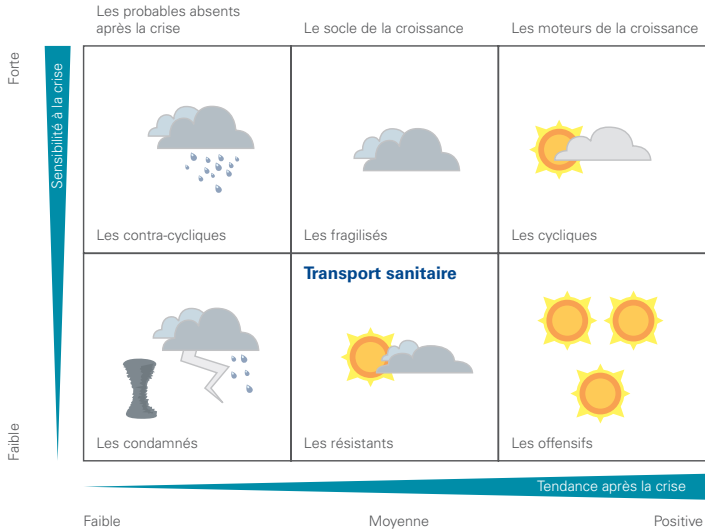 Les probables absents
après la crise
Le socle de la croissance
Les moteurs de la croissance
Forte
Sensibilité à la crise
Les contra-cycliques
Les fragilisés
Les cycliques
Transport sanitaire
Faible
Les condamnés
Les résistants
Les offensifs
Tendance après la crise
Faible
Moyenne
Positive